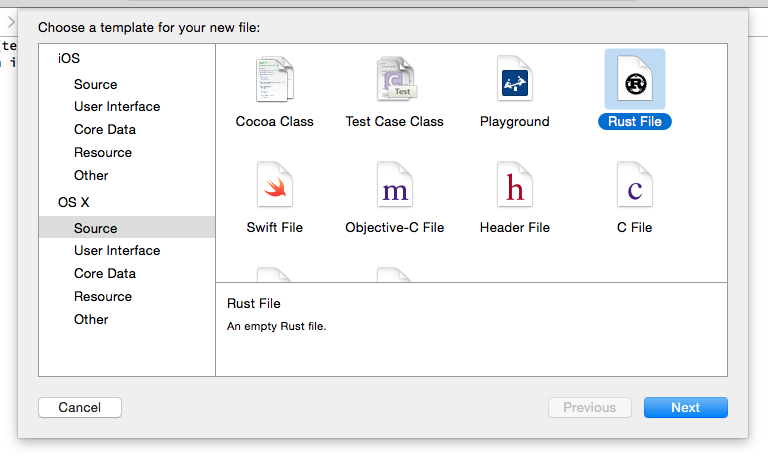 Choose a template for your new file:
iOS
Source
User Interface
Core Data
Resource
Other
OS X
Source
User Interface
Core Data
Resource
Other
Cocoa Class
Test
Test Case Class
Playground
Rust File
Swift File
m
Objective-C File
h
Header File
c
C File
Rust File
An empty Rust file.
Cancel
Previous
Next